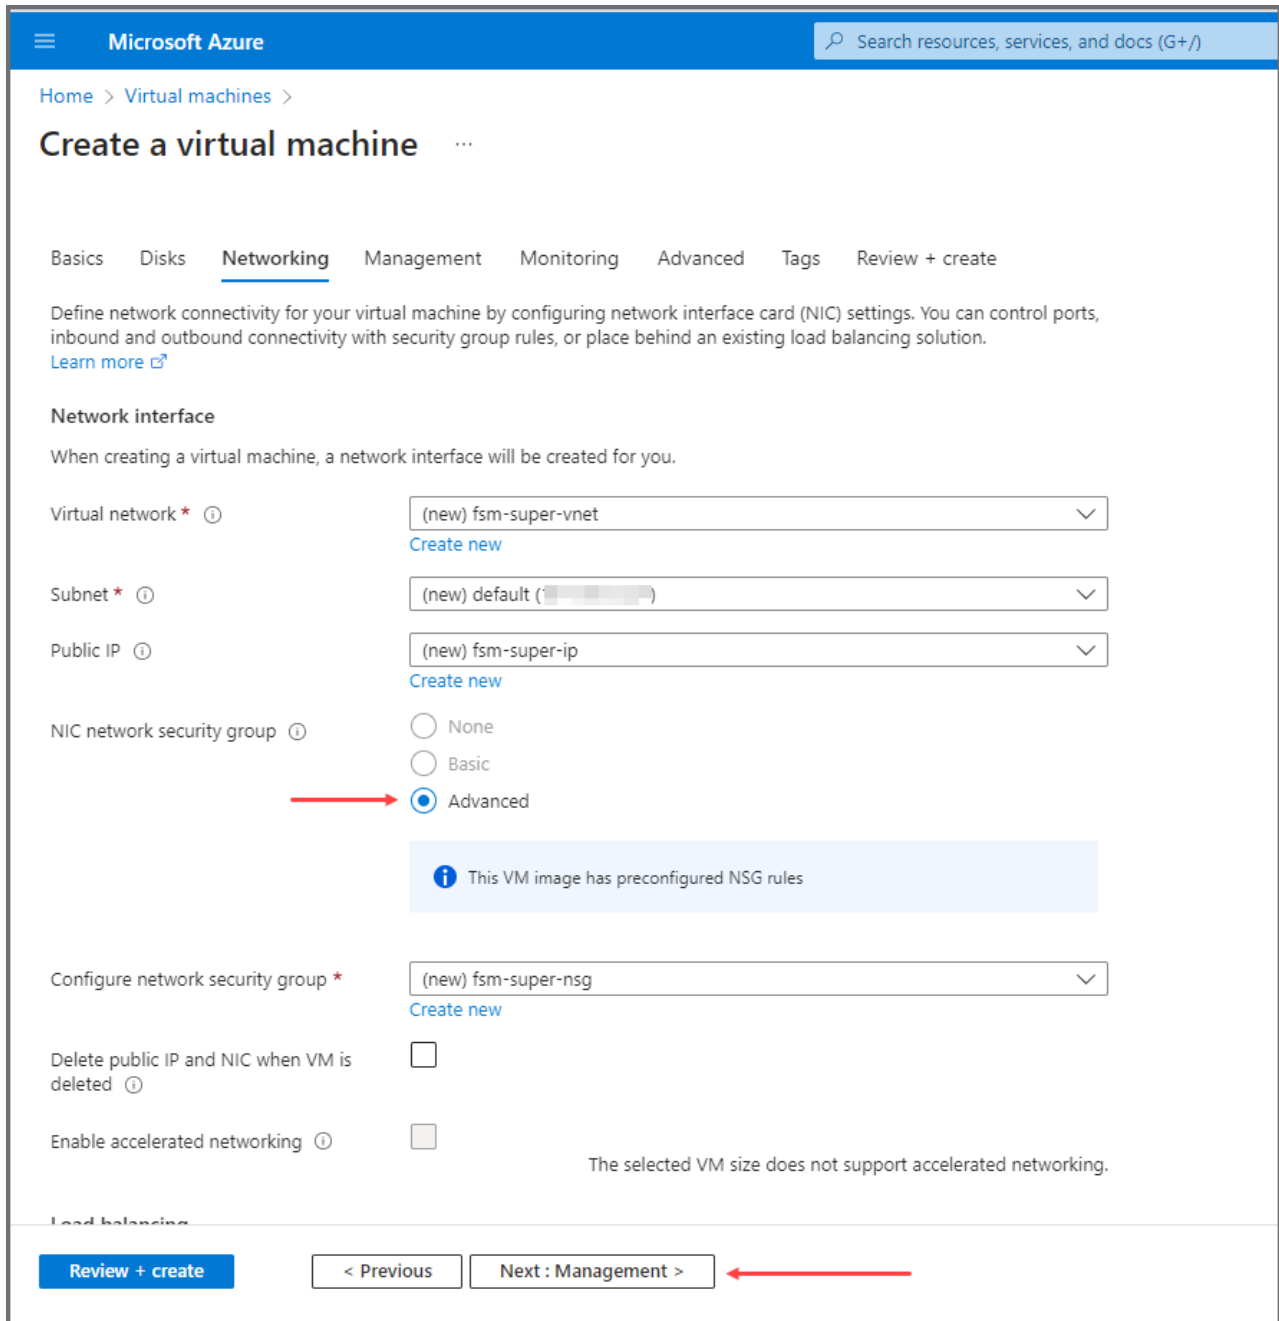 Microsoft Azure
Search resources, services, and docs (G+/)
Home > Virtual machines >
Create a virtual machine ...
Basics Disks Networking Management Monitoring Advanced Tags Review + create
Define network connectivity for your virtual machine by configuring network interface card (NIC) settings. You can control ports,
inbound and outbound connectivity with security group rules, or place behind an existing load balancing solution.
Learn more
Network interface
When creating a virtual machine, a network interface will be created for you.
Virtual network *
(new) fsm-super-vnet
Create new
Subnet *
(new) default ( )
Public IP
(new) fsm-super-ip
Create new
NIC network security group
None
Basic
Advanced
This VM image has preconfigured NSG rules
Configure network security group *
(new) fsm-super-nsg
Create new
Delete public IP and NIC when VM is
deleted
Enable accelerated networking
The selected VM size does not support accelerated networking.
Load balancing
Review + create
< Previous
Next : Management >